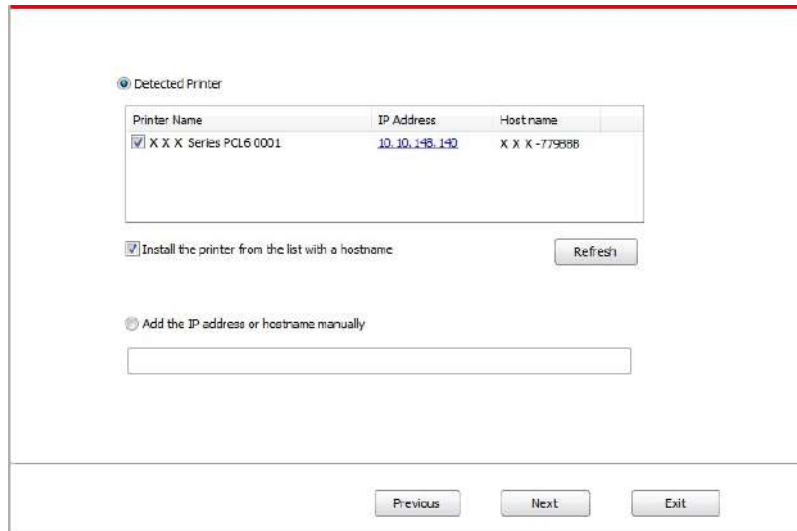 Detected Printer
Printer Name IP Address Host name
X X X Series PCL6 0001 10.10.148.140 X X X -7798BB
Install the printer from the list with a hostname
Refresh
Add the IP address or hostname manually
Previous Next Exit